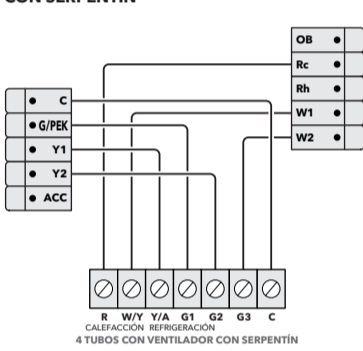 CON SERPENTÍN
OB
Rc
Rh
W1
W2
C
G/PEK
Y1
Y2
ACC
R W/Y Y/A G1 G2 G3 C
CALEFACCIÓN REFRIGERACIÓN
4 TUBOS CON VENTILADOR CON SERPENTÍN